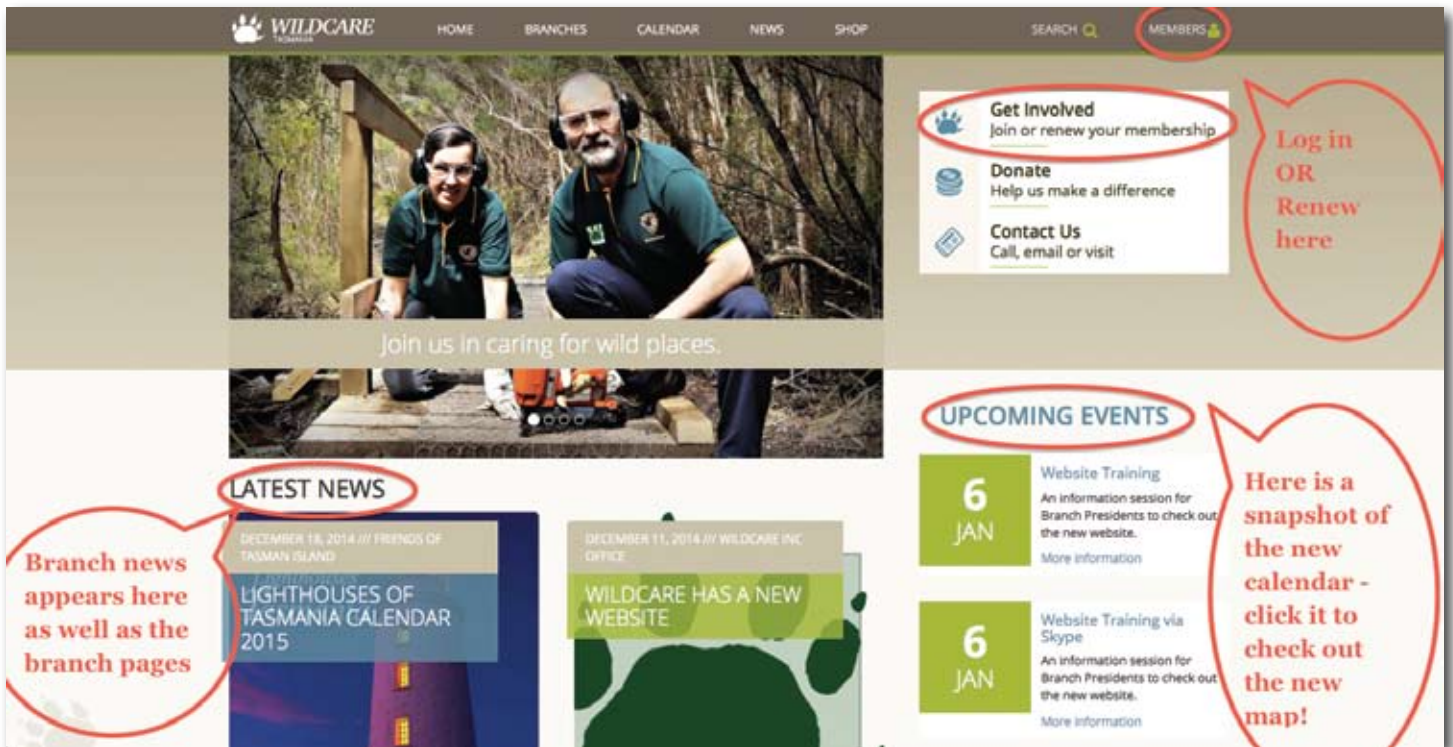 WILDCARE
TASMANIA
HOME
BRANCHES
CALENDAR
NEWS
SHOP
SEARCH
MEMBERS
Get Involved
Join or renew your membership
Donate
Help us make a difference
Contact Us
Call, email or visit
Log in
OR
Renew
here
Join us in caring for wild places.
UPCOMING EVENTS
6
JAN
Website Training
An information session for
Branch Presidents to check out
the new website.
More information
6
JAN
Website Training via
Skype
An information session for
Branch Presidents to check out
the new website.
More information
Here is a
snapshot of
the new
calendar -
click it to
check out
the new
map!
LATEST NEWS
Branch news
appears here
as well as the
branch pages
DECEMBER 18, 2014 /// FRIENDS OF
TASMAN ISLAND
Lighthouses
LIGHTHOUSES OF
TASMANIA CALENDAR
2015
DECEMBER 11, 2014 /// WILDCARE INC
OFFICE
WILDCARE HAS A NEW
WEBSITE